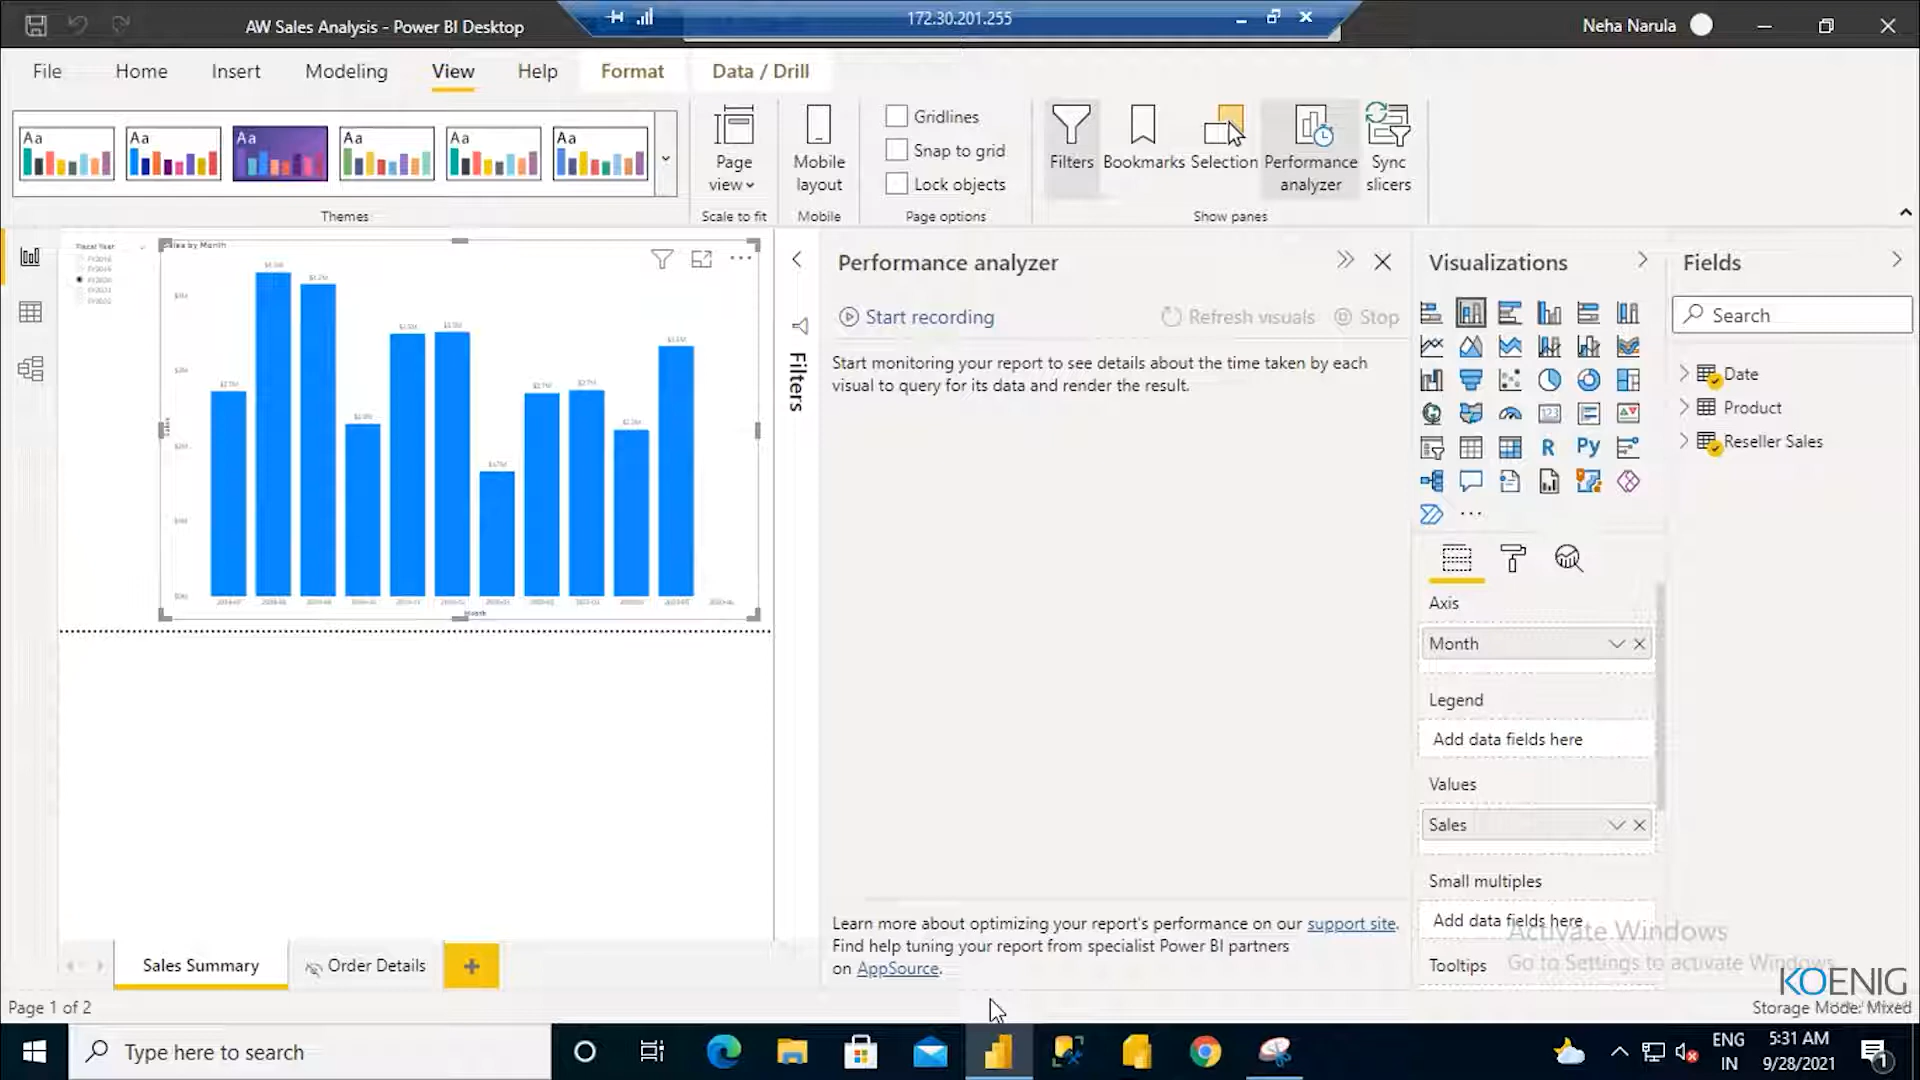 AW Sales Analysis - Power BI Desktop
172.30.201.255
Neha Narula
File
Home
Insert
Modeling
View
Help
Format
Data / Drill
Aa
Aa
Aa
Aa
Aa
Aa
Page view
Mobile layout
Gridlines
Snap to grid
Lock objects
Filters
Bookmarks
Selection
Performance analyzer
Sync slicers
Themes
Scale to fit
Mobile
Page options
Show panes
Fiscal Year
Sales by Month
Month
Filters
Performance analyzer
Start recording
Refresh visuals
Stop
Start monitoring your report to see details about the time taken by each
visual to query for its data and render the result.
Learn more about optimizing your report's performance on our support site.
Find help tuning your report from specialist Power BI partners
on AppSource.
Visualizations
123
R
Py
Axis
Month
Legend
Add data fields here
Values
Sales
Small multiples
Add data fields here
Tooltips
Fields
Search
Date
Product
Reseller Sales
Activate Windows
Go to Settings to activate Windows.
KOENIG
Sales Summary
Order Details
+
Page 1 of 2
Storage Mode: Mixed
Type here to search
ENG
IN
5:31 AM
9/28/2021
1